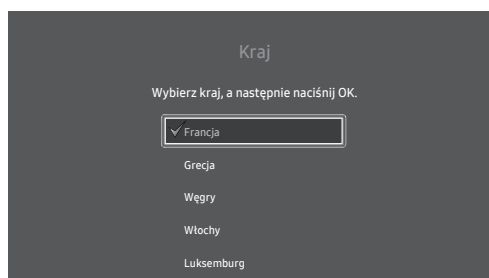 Kraj
Wybierz kraj, a następnie naciśnij OK.
Francja
Grecja
Węgry
Włochy
Luksemburg